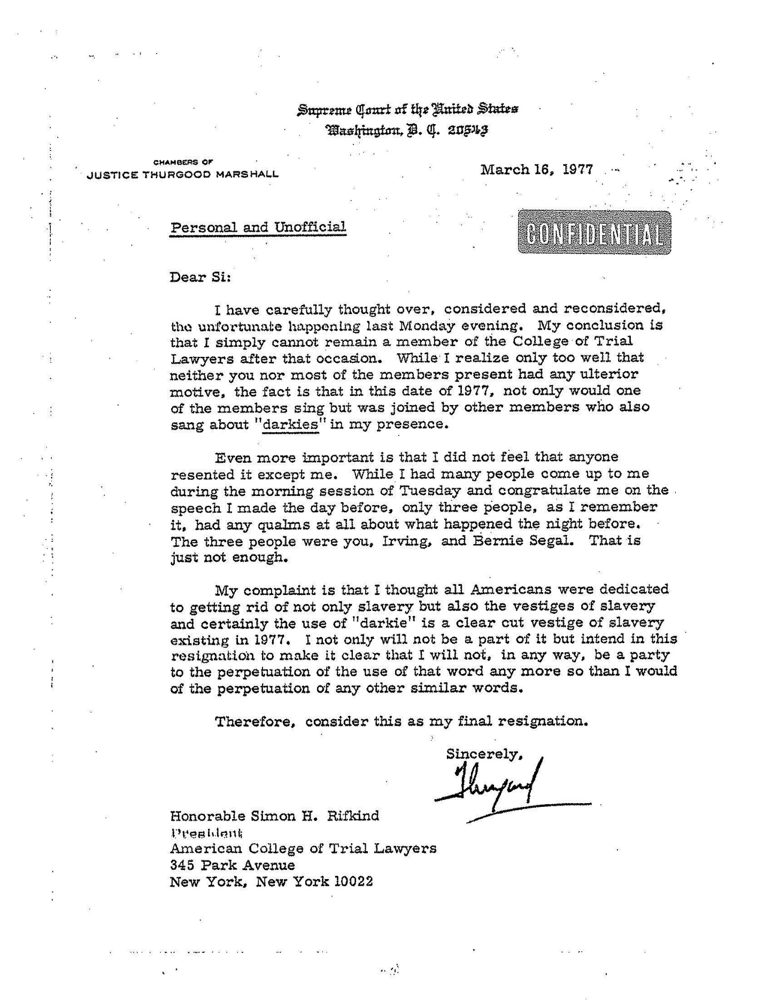 Supreme Court of the United States
Washington, D. C. 20543
CHAMBERS OF
JUSTICE THURGOOD MARSHALL
March 16, 1977
Personal and Unofficial
CONFIDENTIAL
Dear Si:
I have carefully thought over, considered and reconsidered,
the unfortunate happening last Monday evening. My conclusion is
that I simply cannot remain a member of the College of Trial
Lawyers after that occasion. While I realize only too well that
neither you nor most of the members present had any ulterior
motive, the fact is that in this date of 1977, not only would one
of the members sing but was joined by other members who also
sang about "darkies" in my presence.
Even more important is that I did not feel that anyone
resented it except me. While I had many people come up to me
during the morning session of Tuesday and congratulate me on the
speech I made the day before, only three people, as I remember
it, had any qualms at all about what happened the night before.
The three people were you, Irving, and Bernie Segal. That is
just not enough.
My complaint is that I thought all Americans were dedicated
to getting rid of not only slavery but also the vestiges of slavery
and certainly the use of "darkie" is a clear cut vestige of slavery
existing in 1977. I not only will not be a part of it but intend in this
resignation to make it clear that I will not, in any way, be a party
to the perpetuation of the use of that word any more so than I would
of the perpetuation of any other similar words.
Therefore, consider this as my final resignation.
Sincerely,
Thurgood
Honorable Simon H. Rifkind
President
American College of Trial Lawyers
345 Park Avenue
New York, New York 10022